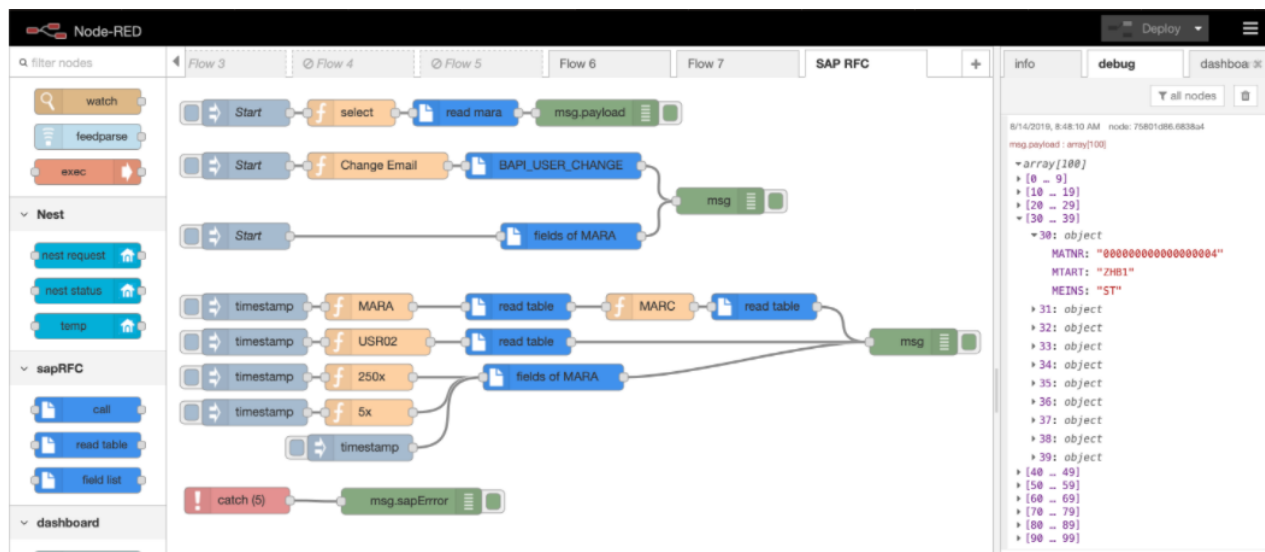 Node-RED
Deploy
filter nodes
Flow 3
Flow 4
Flow 5
Flow 6
Flow 7
SAP RFC
+
info
debug
dashboa
watch
feedparse
exec
Nest
nest request
nest status
temp
sapRFC
call
read table
field list
dashboard
Start
select
read mara
msg.payload
Start
Change Email
BAPI_USER_CHANGE
msg
Start
fields of MARA
timestamp
MARA
read table
MARC
read table
timestamp
USR02
read table
msg
timestamp
250x
fields of MARA
timestamp
5x
timestamp
catch (5)
msg.sapErrror
all nodes
8/14/2019, 8:48:10 AM node: 75801d86.6838a4
msg.payload : array[100]
array[100]
[0 … 9]
[10 … 19]
[20 … 29]
[30 … 39]
30: object
MATNR: "000000000000000004"
MTART: "ZHB1"
MEINS: "ST"
31: object
32: object
33: object
34: object
35: object
36: object
37: object
38: object
39: object
[40 … 49]
[50 … 59]
[60 … 69]
[70 … 79]
[80 … 89]
[90 … 99]